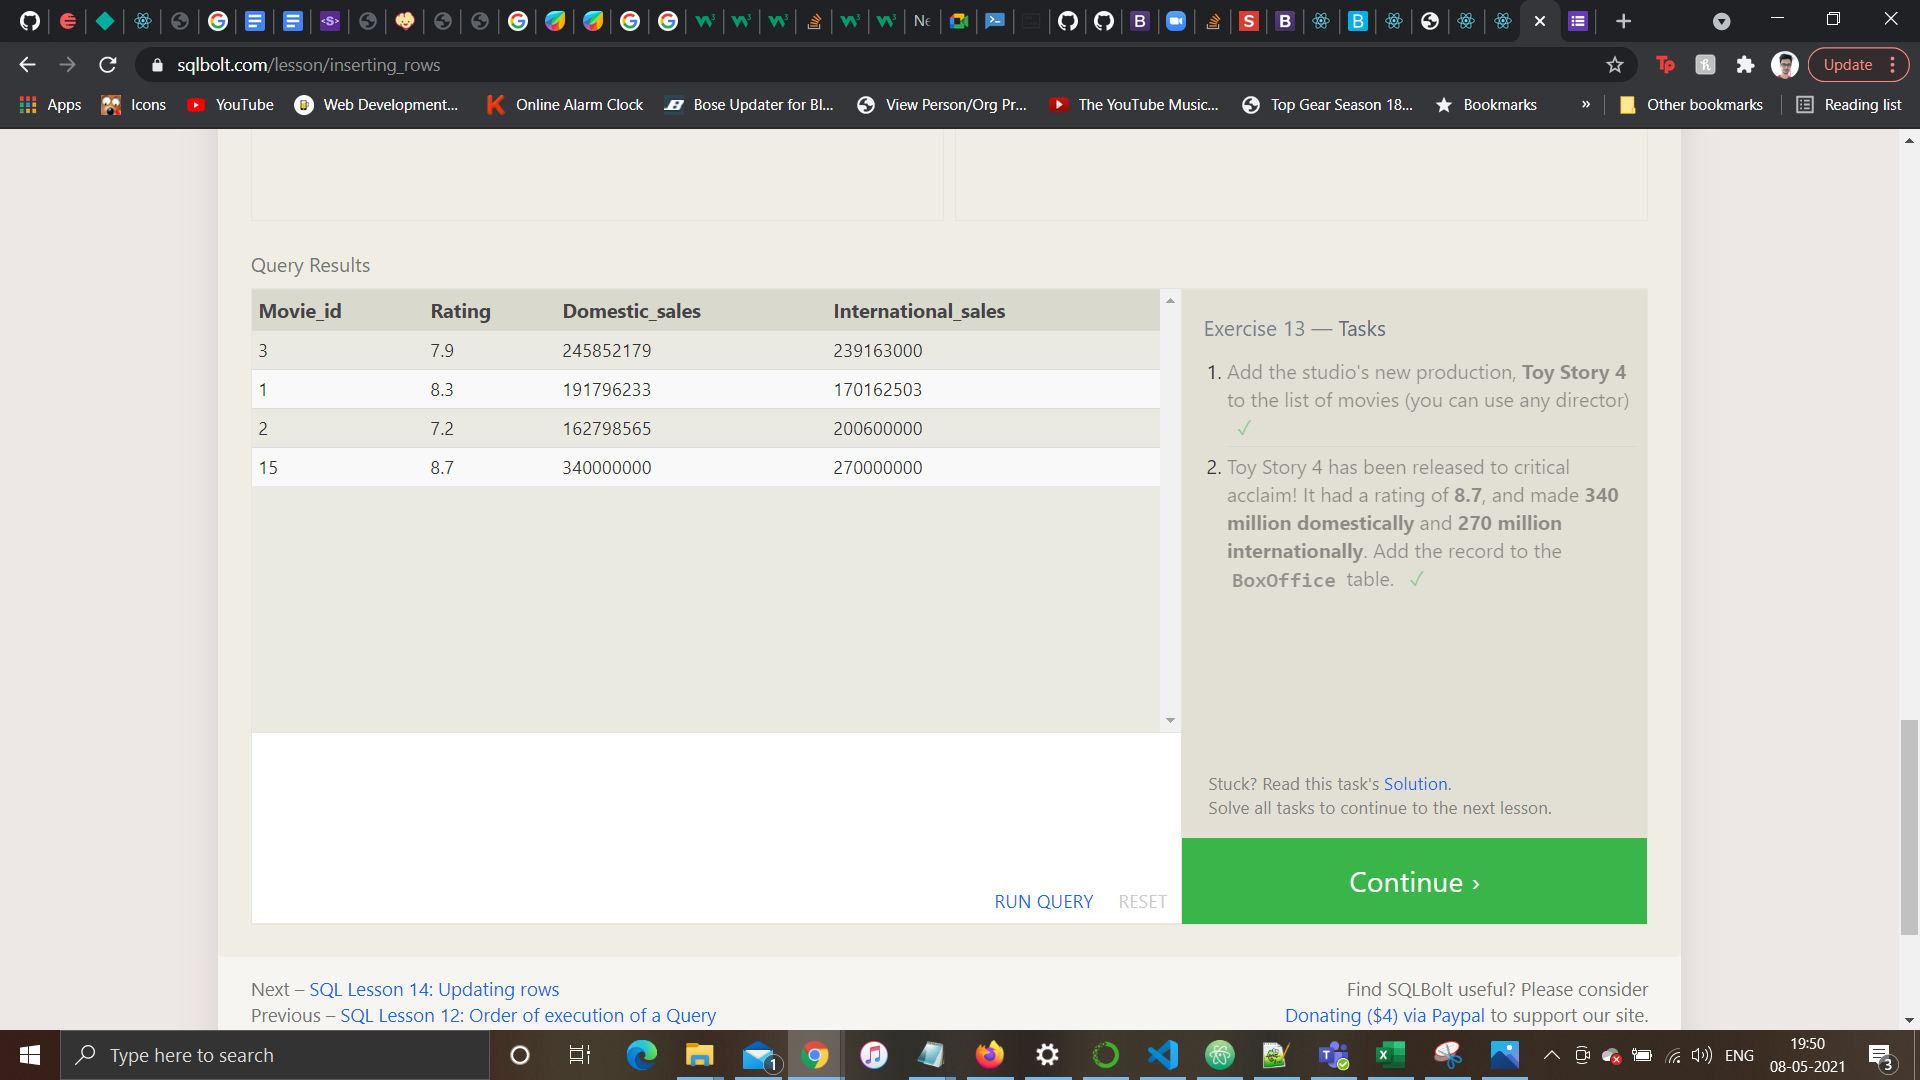 Ne
sqlbolt.com/lesson/inserting_rows
Update
Apps Icons YouTube Web Development... Online Alarm Clock Bose Updater for Bl... View Person/Org Pr... The YouTube Music... Top Gear Season 18... Bookmarks » Other bookmarks Reading list
Query Results
Movie_id Rating Domestic_sales International_sales
3 7.9 245852179 239163000
1 8.3 191796233 170162503
2 7.2 162798565 200600000
15 8.7 340000000 270000000
RUN QUERY RESET
Exercise 13 — Tasks
1. Add the studio's new production, Toy Story 4
to the list of movies (you can use any director)
✓
2. Toy Story 4 has been released to critical
acclaim! It had a rating of 8.7, and made 340
million domestically and 270 million
internationally. Add the record to the
BoxOffice table. ✓
Stuck? Read this task's Solution.
Solve all tasks to continue to the next lesson.
Continue ›
Next – SQL Lesson 14: Updating rows
Previous – SQL Lesson 12: Order of execution of a Query
Find SQLBolt useful? Please consider
Donating ($4) via Paypal to support our site.
Type here to search
1
ENG
19:50
08-05-2021
3